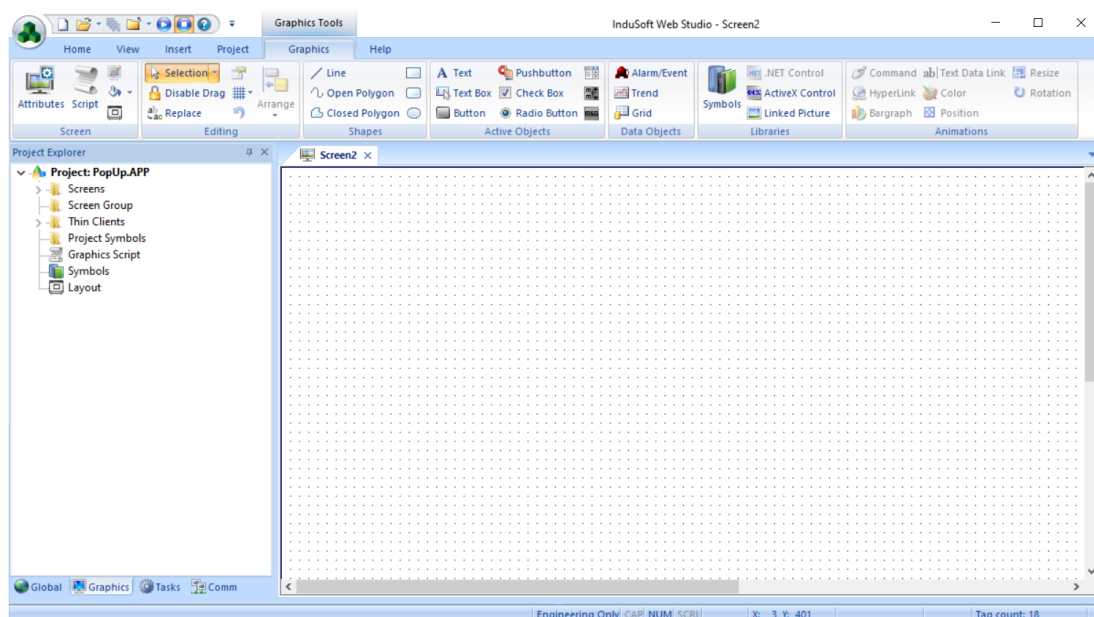 Graphics Tools
InduSoft Web Studio - Screen2
Home View Insert Project Graphics Help
Selection Line A Text Pushbutton Alarm/Event .NET Control Command ab Text Data Link Resize
Attributes Script Disable Drag Arrange Open Polygon Text Box Check Box Trend Symbols ActiveX Control HyperLink Color Rotation
Replace Closed Polygon Button Radio Button Grid Linked Picture Bargraph Position
Screen Editing Shapes Active Objects Data Objects Libraries Animations
Project Explorer
Screen2
Project: PopUp.APP
Screens
Screen Group
Thin Clients
Project Symbols
Graphics Script
Symbols
Layout
Global Graphics Tasks Comm
Engineering Only CAP NUM SCRL X: 3, Y: 401 Tag count: 18